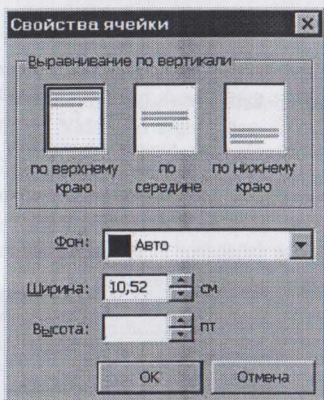 Свойства ячейки
Выравнивание по вертикали
по верхнему краю
по середине
по нижнему краю
Фон: Авто
Ширина: 10,52 см
Высота: пт
ОК Отмена